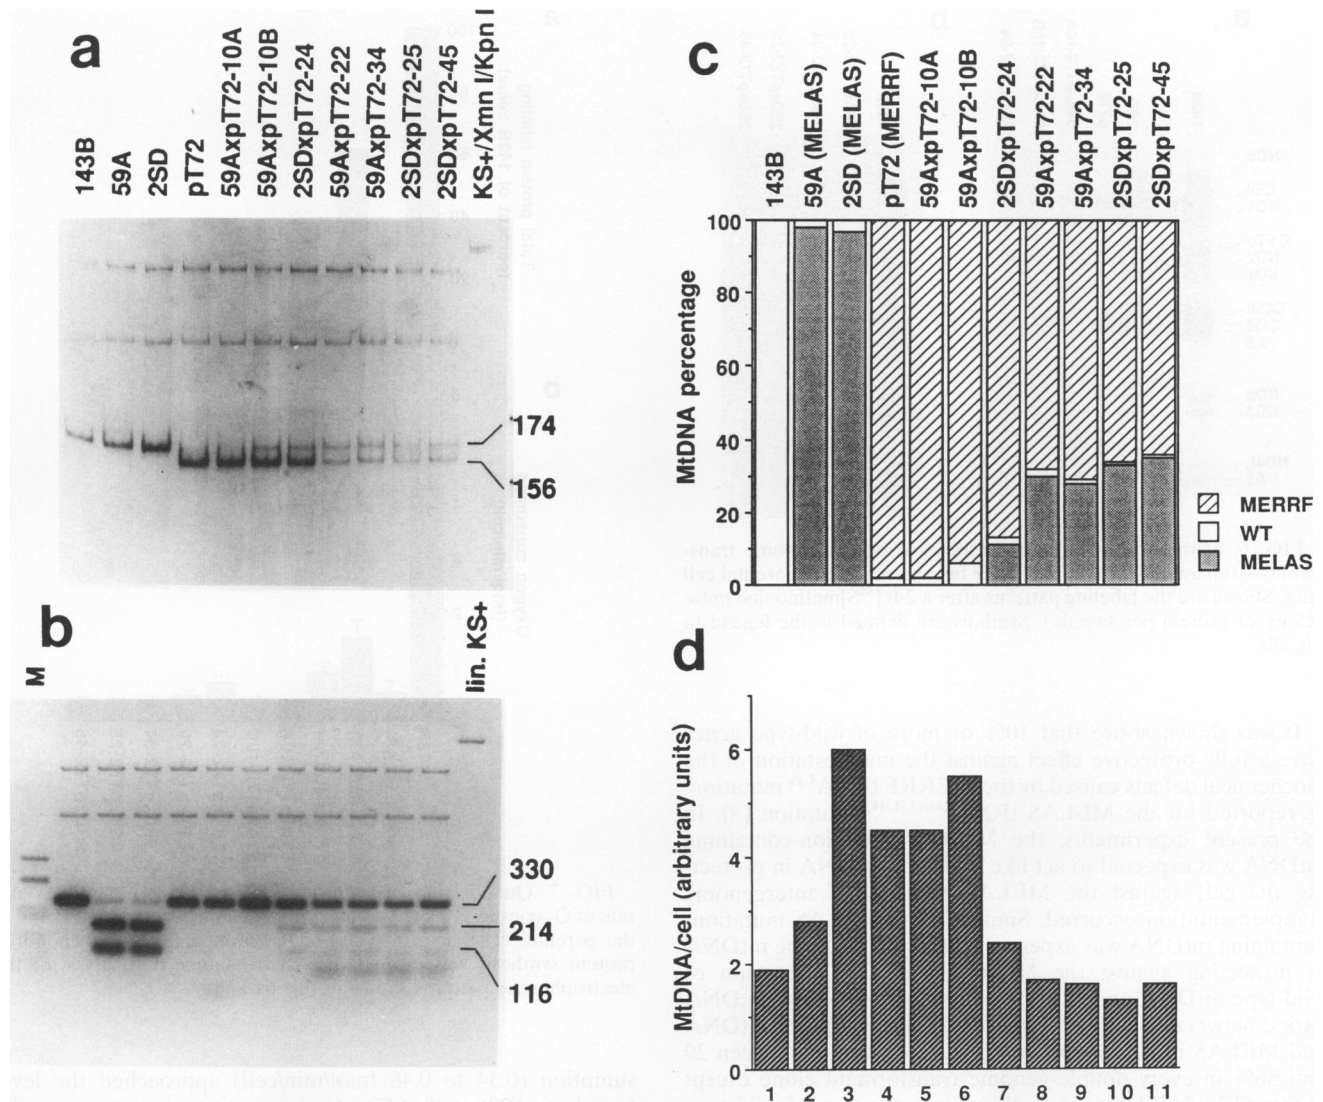 a
143B
59A
2SD
pT72
59AxpT72-10A
59AxpT72-10B
2SDxpT72-24
59AxpT72-22
59AxpT72-34
2SDxpT72-25
2SDxpT72-45
KS+/Xmn I/Kpn I
174
156
b
M
lin. KS+
330
214
116
c
143B
59A (MELAS)
2SD (MELAS)
pT72 (MERRF)
59AxpT72-10A
59AxpT72-10B
2SDxpT72-24
59AxpT72-22
59AxpT72-34
2SDxpT72-25
2SDxpT72-45
MtDNA percentage
100
80
60
40
20
0
MERRF
WT
MELAS
d
MtDNA/cell (arbitrary units)
6
4
2
0
1 2 3 4 5 6 7 8 9 10 11